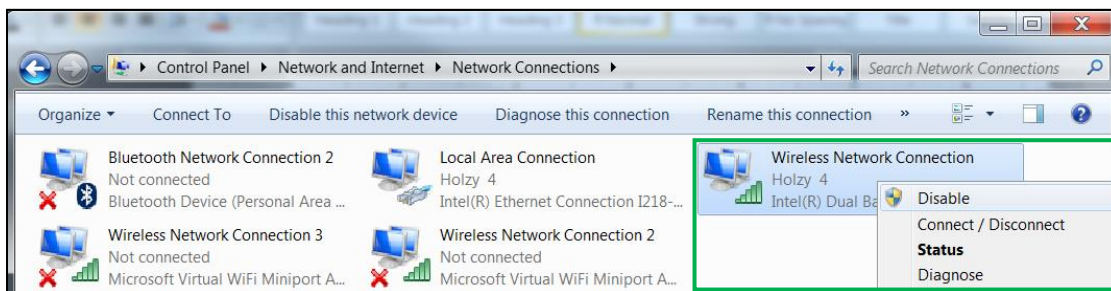 Control Panel Network and Internet Network Connections Search Network Connections
Organize Connect To Disable this network device Diagnose this connection Rename this connection »
Bluetooth Network Connection 2
Not connected
Bluetooth Device (Personal Area ...
Local Area Connection
Holzy 4
Intel(R) Ethernet Connection I218-...
Wireless Network Connection
Holzy 4
Intel(R) Dual Ba
Wireless Network Connection 3
Not connected
Microsoft Virtual WiFi Miniport A...
Wireless Network Connection 2
Not connected
Microsoft Virtual WiFi Miniport A...
Disable
Connect / Disconnect
Status
Diagnose